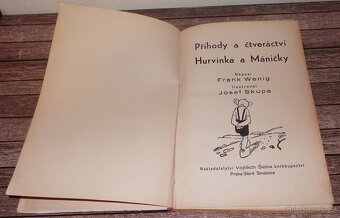 Příhody a čtveráctví
Hurvínka a Máničky
Napsal
Frank Wenig
ilustroval
Josef Skupa
Nakladatelství Vojtěch Šeba knihkupectví
Praha-Staré Strašnice